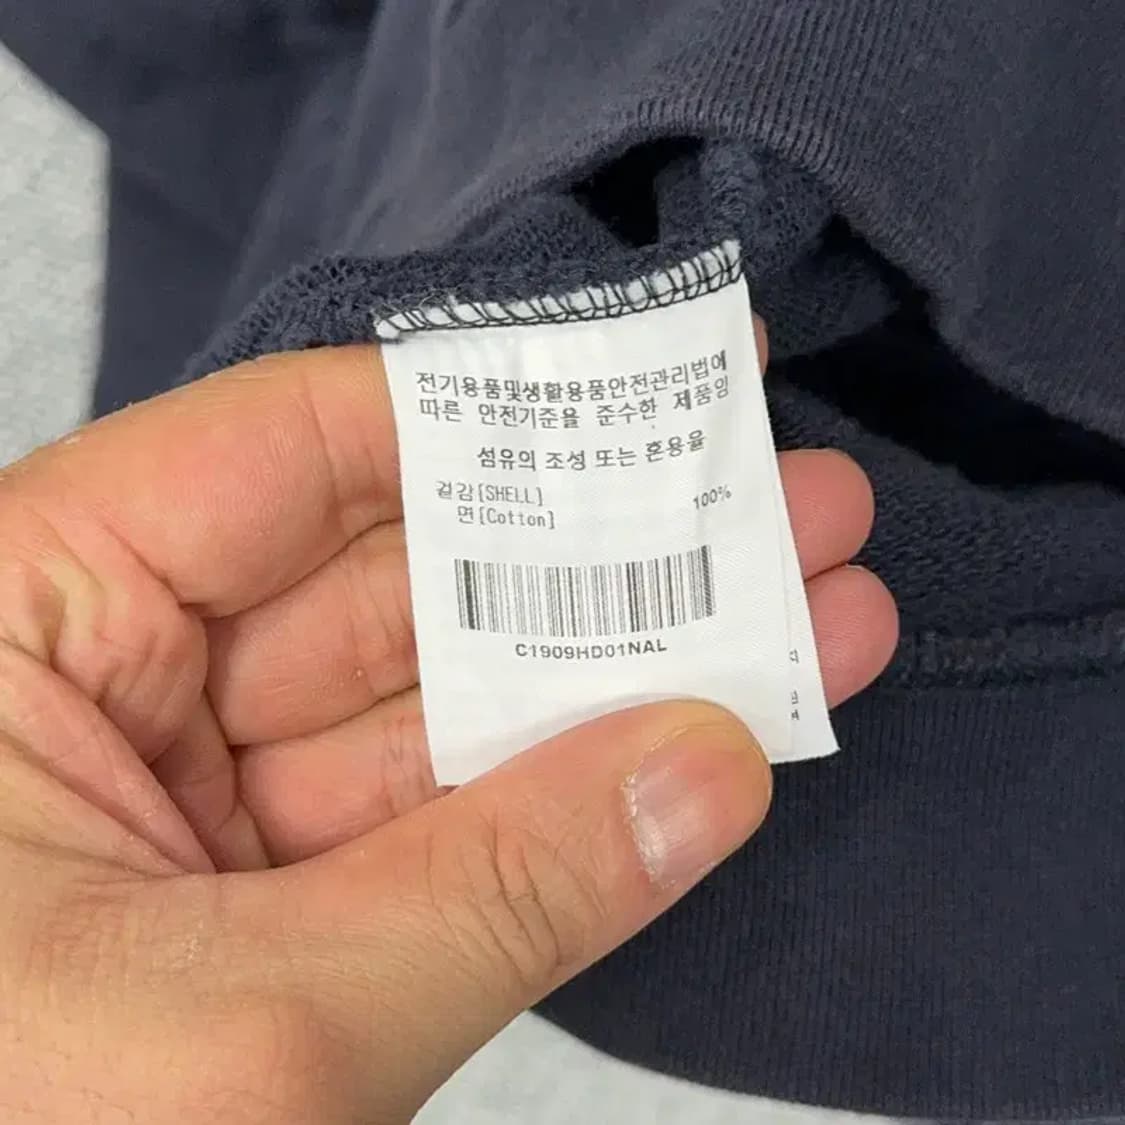 전기용품및생활용품안전관리법에
따른 안전기준을 준수한 제품임
섬유의 조성 또는 혼용율
겉감[SHELL]
100%
면[Cotton]
C1909HD01NAL